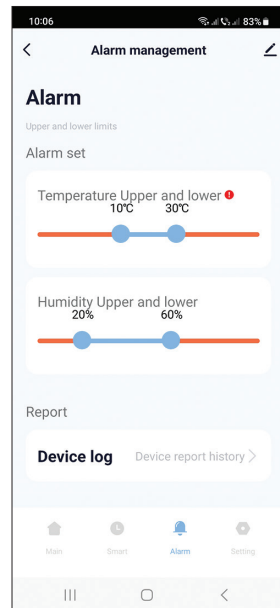 10:06 83%
Alarm management
Alarm
Upper and lower limits
Alarm set
Temperature Upper and lower
10°C 30°C
Humidity Upper and lower
20% 60%
Report
Device log Device report history
Main Smart Alarm Setting